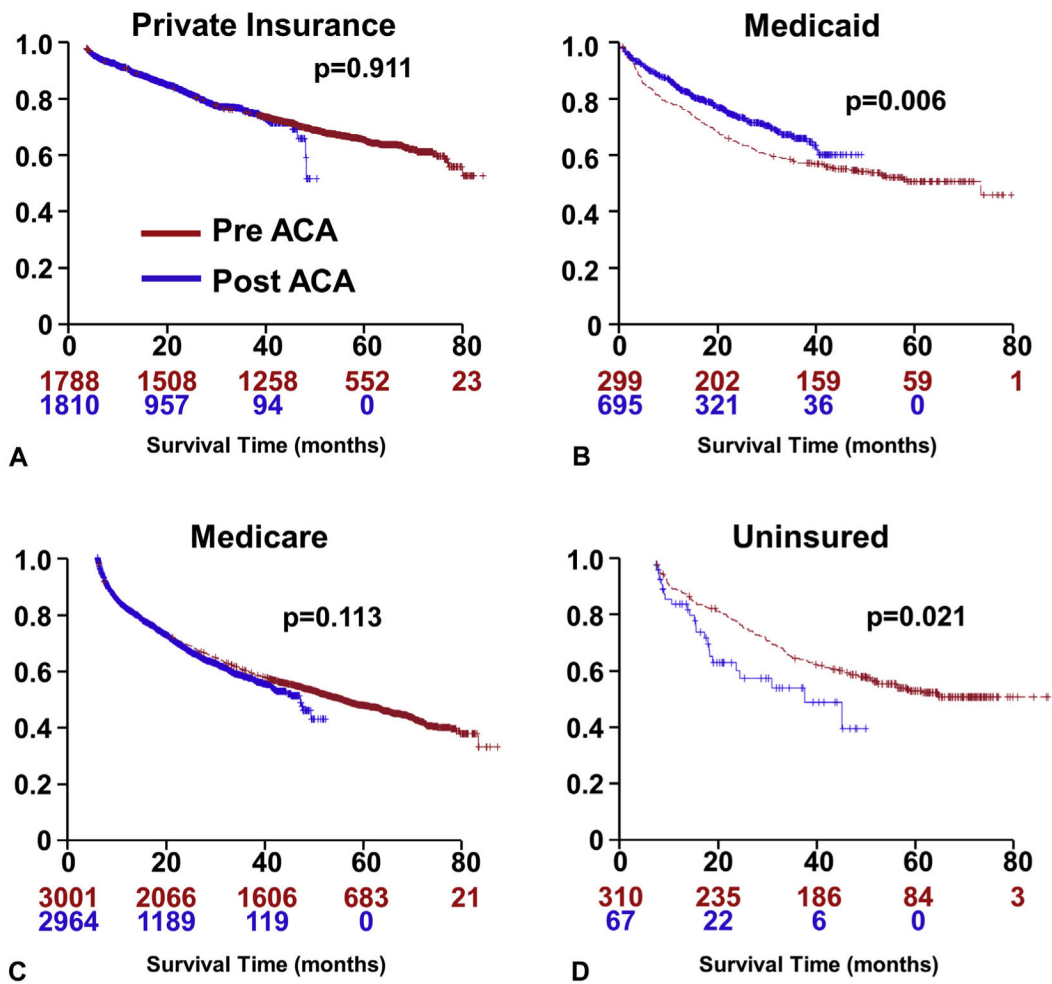 Private Insurance
p=0.911
1.0
0.8
0.6
0.4
0.2
0
Pre ACA
Post ACA
0 20 40 60 80
1788 1508 1258 552 23
1810 957 94 0
Survival Time (months)
A
Medicaid
p=0.006
1.0
0.8
0.6
0.4
0.2
0
0 20 40 60 80
299 202 159 59 1
695 321 36 0
Survival Time (months)
B
Medicare
p=0.113
1.0
0.8
0.6
0.4
0.2
0
0 20 40 60 80
3001 2066 1606 683 21
2964 1189 119 0
Survival Time (months)
C
Uninsured
p=0.021
1.0
0.8
0.6
0.4
0.2
0
0 20 40 60 80
310 235 186 84 3
67 22 6 0
Survival Time (months)
D